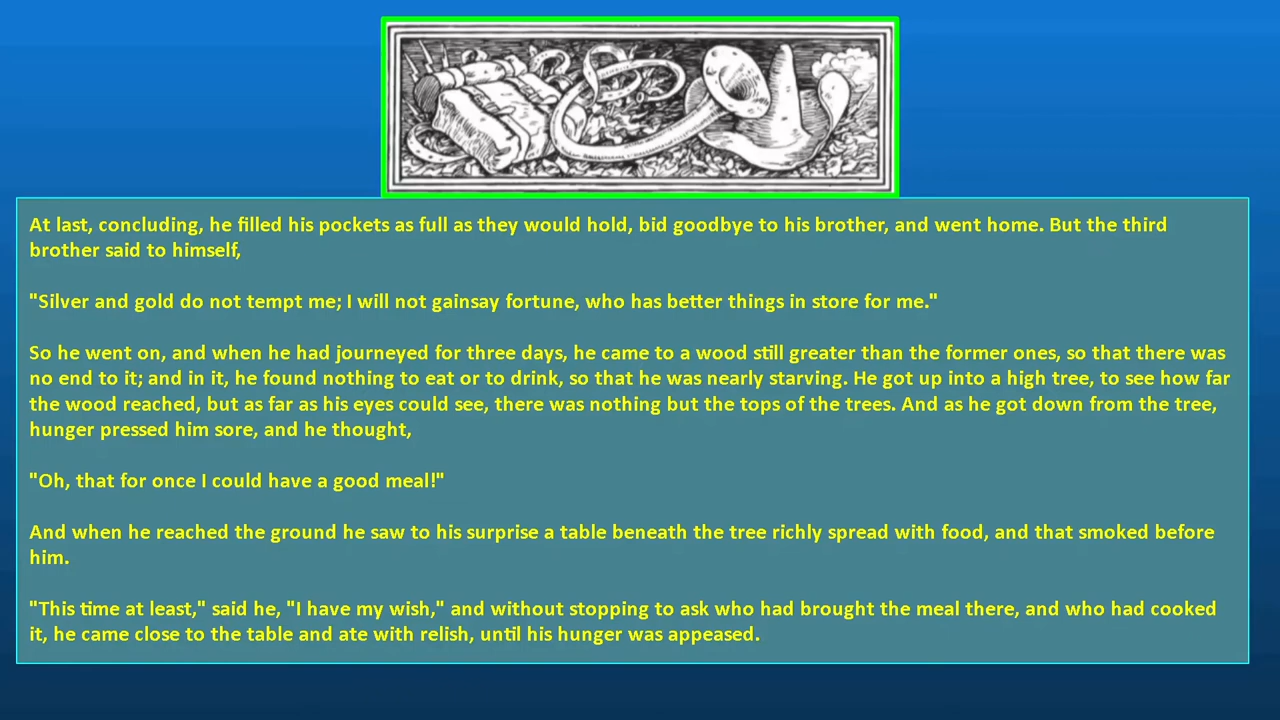 At last, concluding, he filled his pockets as full as they would hold, bid goodbye to his brother, and went home. But the third
brother said to himself,
"Silver and gold do not tempt me; I will not gainsay fortune, who has better things in store for me."
So he went on, and when he had journeyed for three days, he came to a wood still greater than the former ones, so that there was
no end to it; and in it, he found nothing to eat or to drink, so that he was nearly starving. He got up into a high tree, to see how far
the wood reached, but as far as his eyes could see, there was nothing but the tops of the trees. And as he got down from the tree,
hunger pressed him sore, and he thought,
"Oh, that for once I could have a good meal!"
And when he reached the ground he saw to his surprise a table beneath the tree richly spread with food, and that smoked before
him.
"This time at least," said he, "I have my wish," and without stopping to ask who had brought the meal there, and who had cooked
it, he came close to the table and ate with relish, until his hunger was appeased.